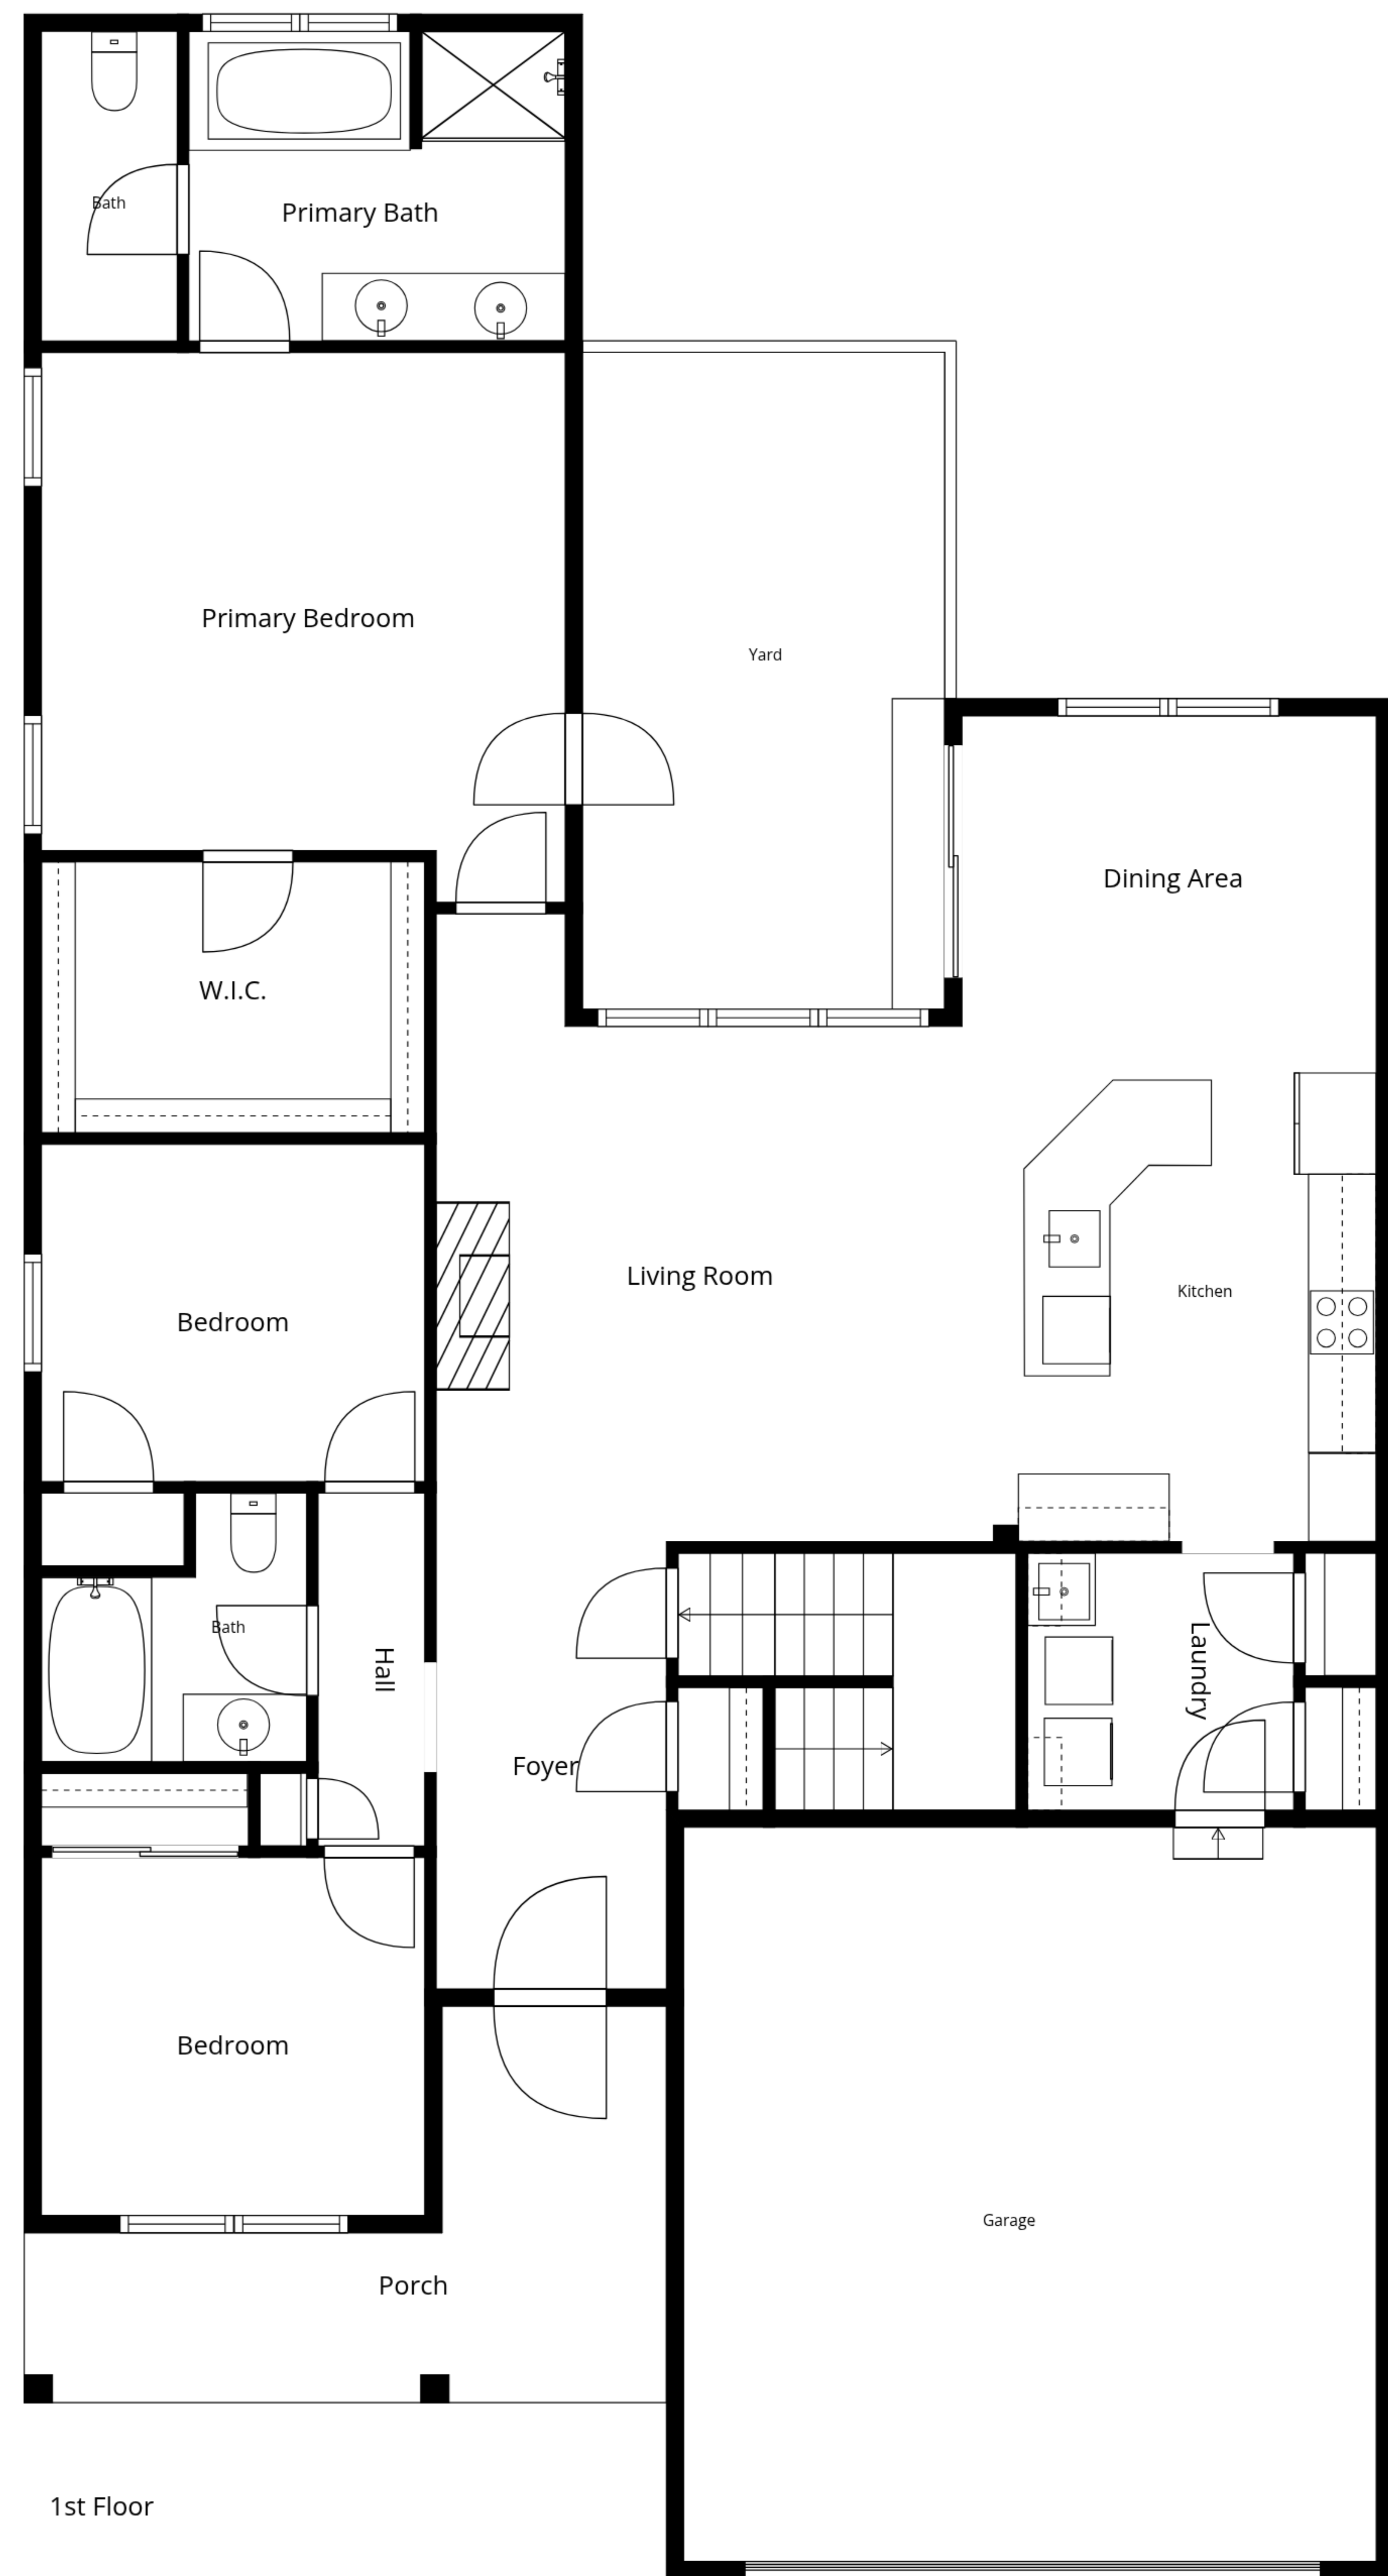 Bath
Primary Bath
Primary Bedroom
Yard
Dining Area
W.I.C.
Living Room
Kitchen
Bedroom
Bath
Hall
Laundry
Foyer
Bedroom
Garage
Porch
1st Floor